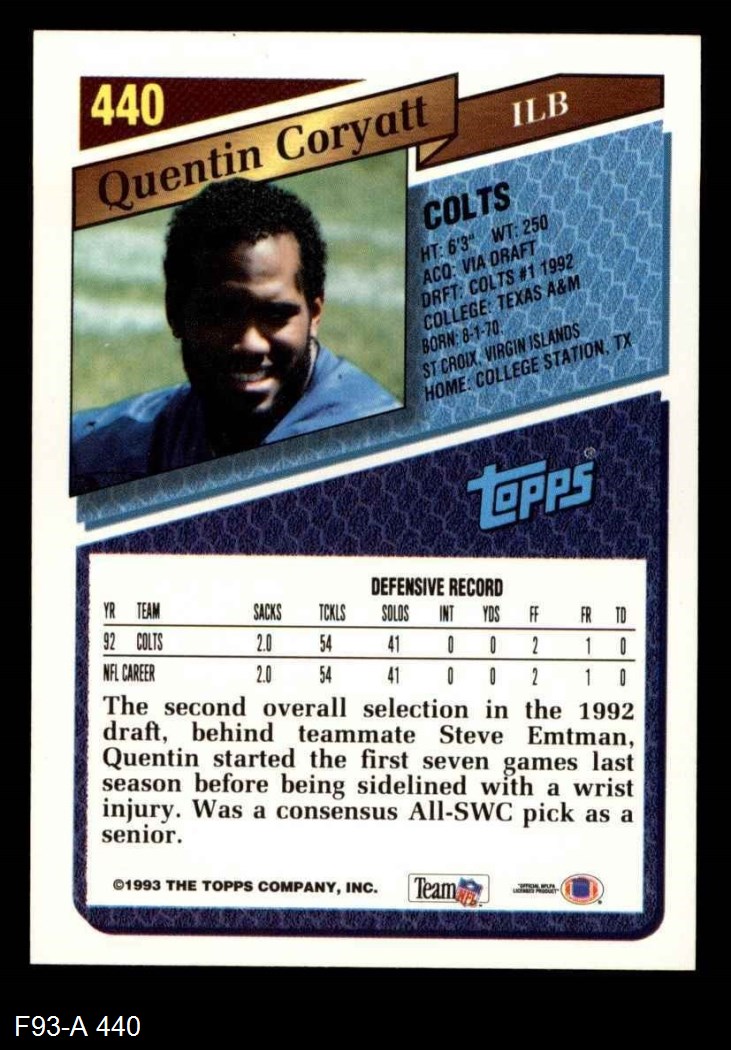 440
Quentin Coryatt
ILB
COLTS
HT: 6'3" WT: 250
ACQ: VIA DRAFT
DRFT: COLTS #1 1992
COLLEGE: TEXAS A&M
BORN: 8-1-70
ST CROIX, VIRGIN ISLANDS
HOME: COLLEGE STATION, TX
topps®
DEFENSIVE RECORD
YR TEAM SACKS TCKLS SOLOS INT YDS FF FR TD
92 COLTS 2.0 54 41 0 0 2 1 0
NFL CAREER 2.0 54 41 0 0 2 1 0
The second overall selection in the 1992
draft, behind teammate Steve Emtman,
Quentin started the first seven games last
season before being sidelined with a wrist
injury. Was a consensus All-SWC pick as a
senior.
©1993 THE TOPPS COMPANY, INC.
Team NFL
"OFFICIAL NFLPA
LICENSED PRODUCT"
F93-A 440